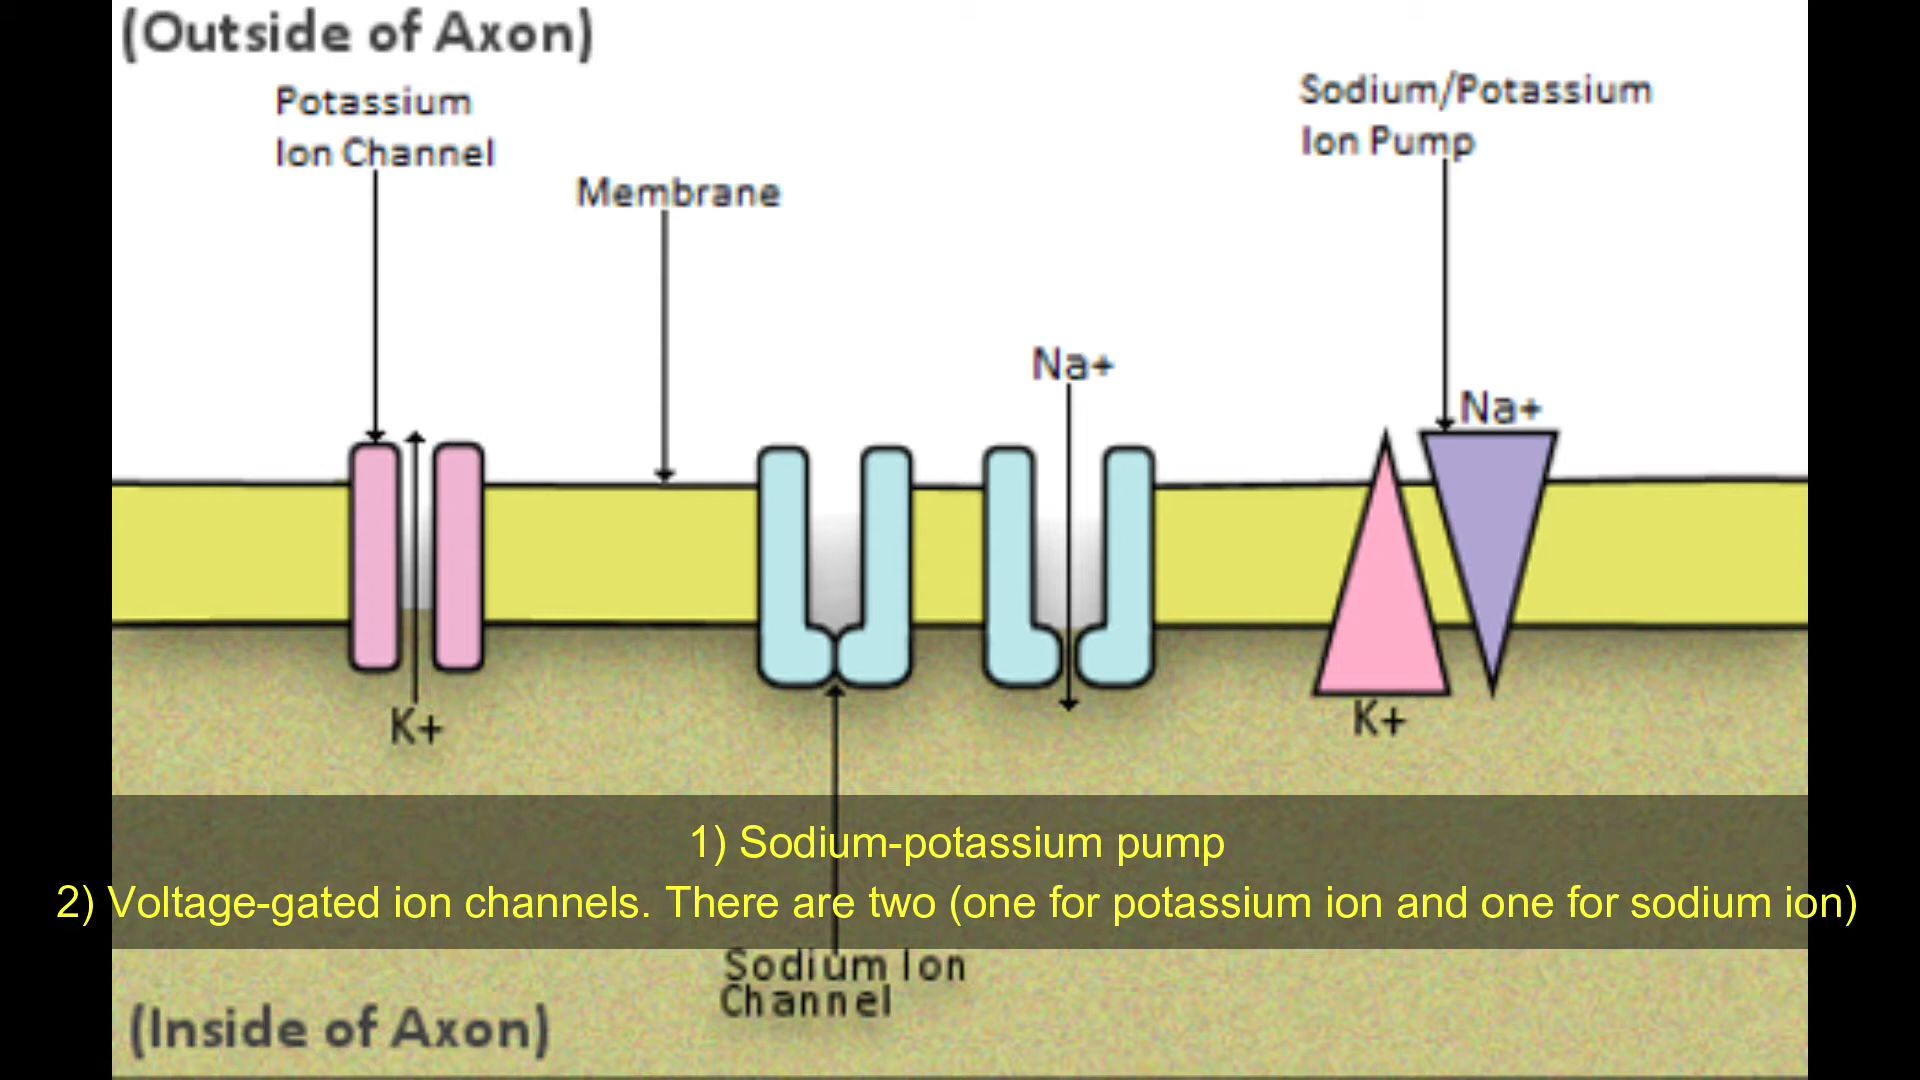 (Outside of Axon)
Potassium
Ion Channel
Membrane
Sodium/Potassium
Ion Pump
Na+
Na+
K+
K+
1) Sodium-potassium pump
2) Voltage-gated ion channels. There are two (one for potassium ion and one for sodium ion)
Sodium Ion
Channel
(Inside of Axon)